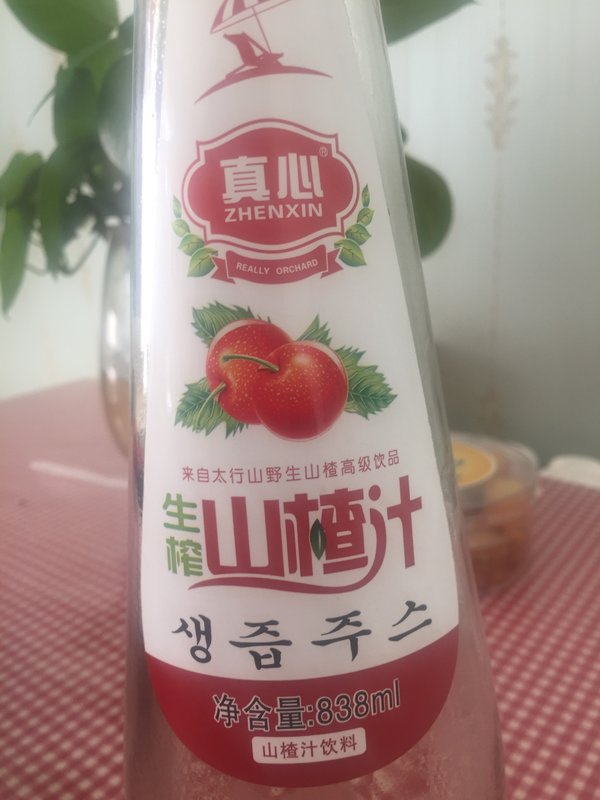 真心®
ZHENXIN
REALLY ORCHARD
来自太行山野生山楂高级饮品
生榨山楂汁
생즙주스
净含量:838ml
山楂汁饮料